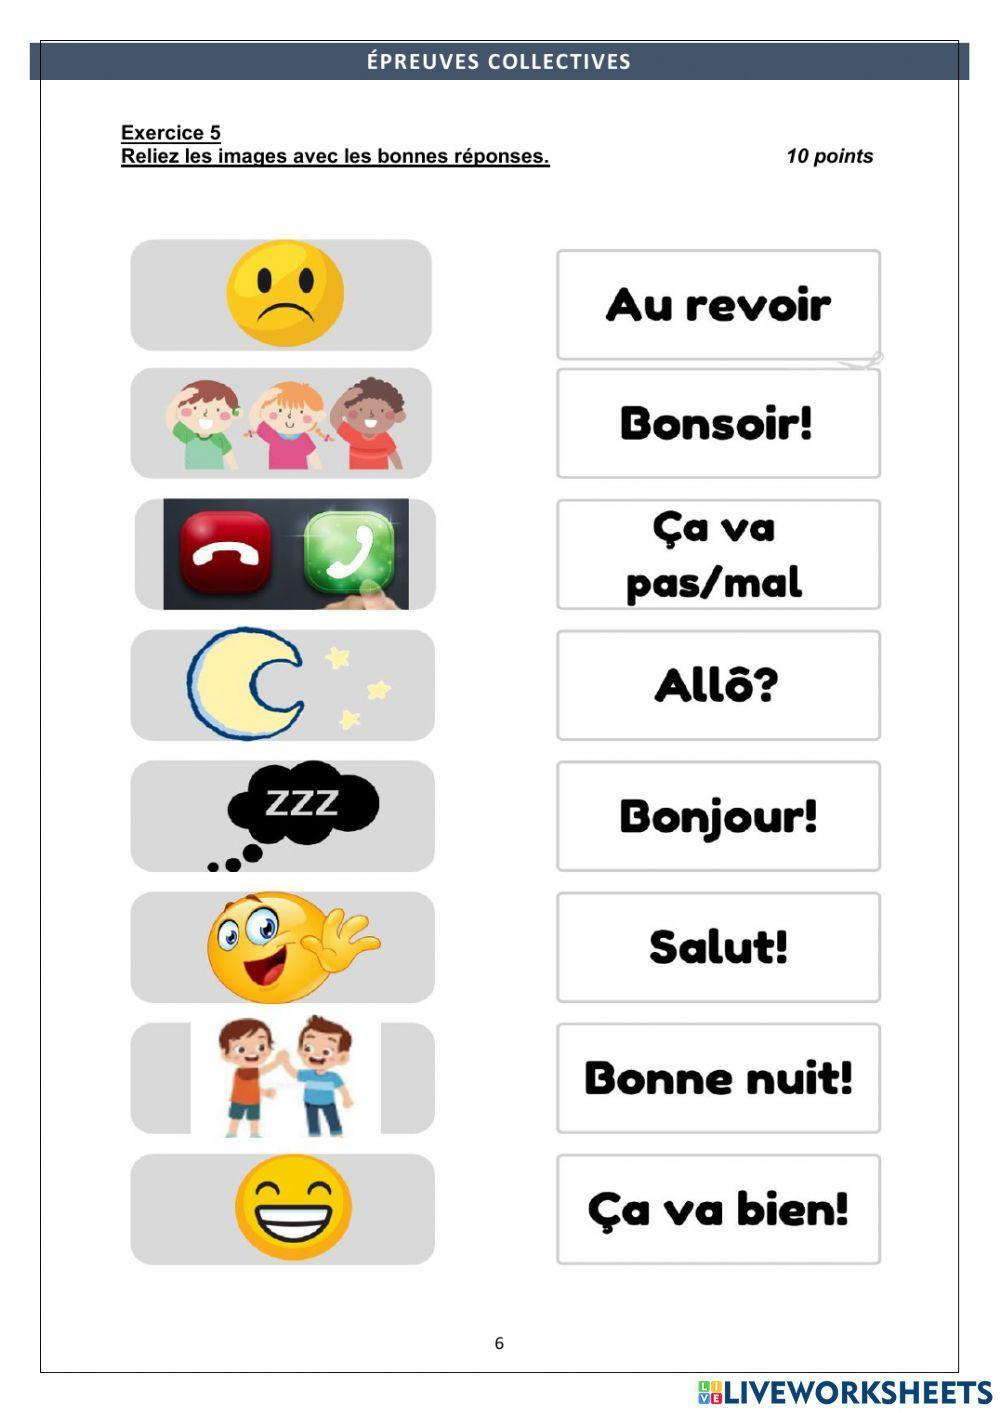 ÉPREUVES COLLECTIVES
Exercice 5
Reliez les images avec les bonnes réponses.
10 points
Au revoir
Bonsoir!
Ça va
pas/mal
Allô?
zzz
Bonjour!
Salut!
Bonne nuit!
Ça va bien!
6
LIVE LIVEWORKSHEETS